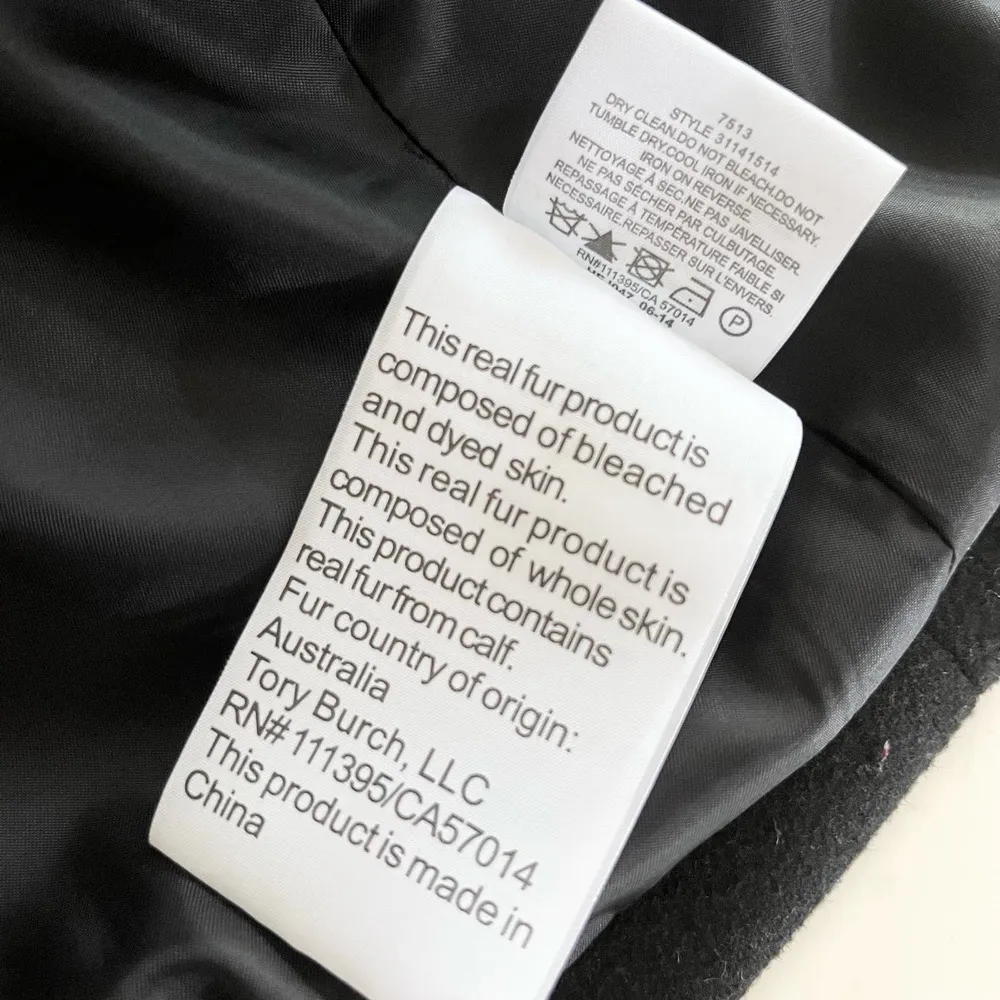 7513
STYLE 31141514
DRY CLEAN.DO NOT BLEACH.DO NOT
TUMBLE DRY.COOL IRON IF NECESSARY.
IRON ON REVERSE.
NETTOYAGE À SEC.NE PAS JAVELLISER.
NE PAS SÉCHER PAR CULBUTAGE.
REPASSAGE À TEMPÉRATURE FAIBLE SI
NECESSAIRE.REPASSER SUR L'ENVERS.
P
RN#111395/CA 57014
06-14
This real fur product is
composed of bleached
and dyed skin.
This real fur product is
composed of whole skin.
This product contains
real fur from calf.
Fur country of origin:
Australia
Tory Burch, LLC
RN# 111395/CA57014
This product is made in
China